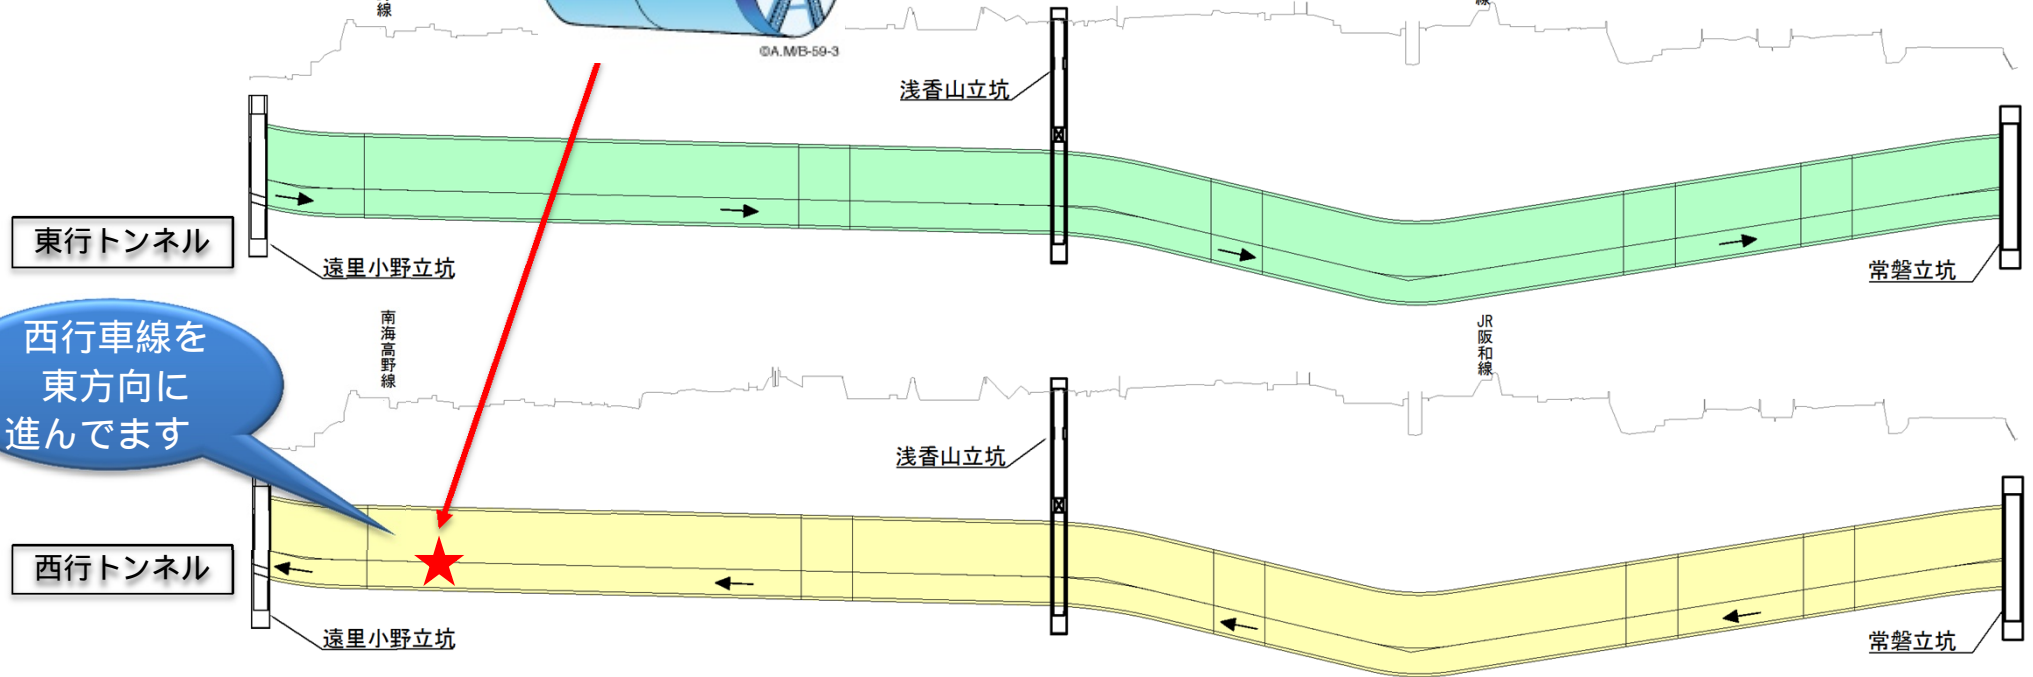 線
©A.M/B-59-3
線
浅香山立坑
東行トンネル
遠里小野立坑
常磐立坑
南海高野線
JR阪和線
西行車線を
東方向に
進んでます
浅香山立坑
西行トンネル
遠里小野立坑
常磐立坑